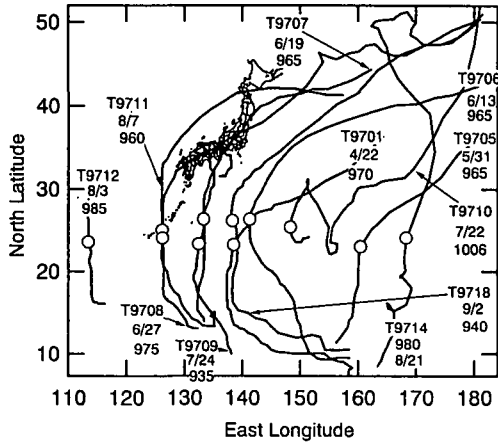 T9707
6/19
965
T9706
6/13
965
T9711
8/7
960
T9701
4/22
970
T9705
5/31
965
T9712
8/3
985
T9710
7/22
1006
T9708
6/27
975
T9709
7/24
935
T9718
9/2
940
T9714
980
8/21
50
40
30
20
10
North Latitude
110 120 130 140 150 160 170 180
East Longitude